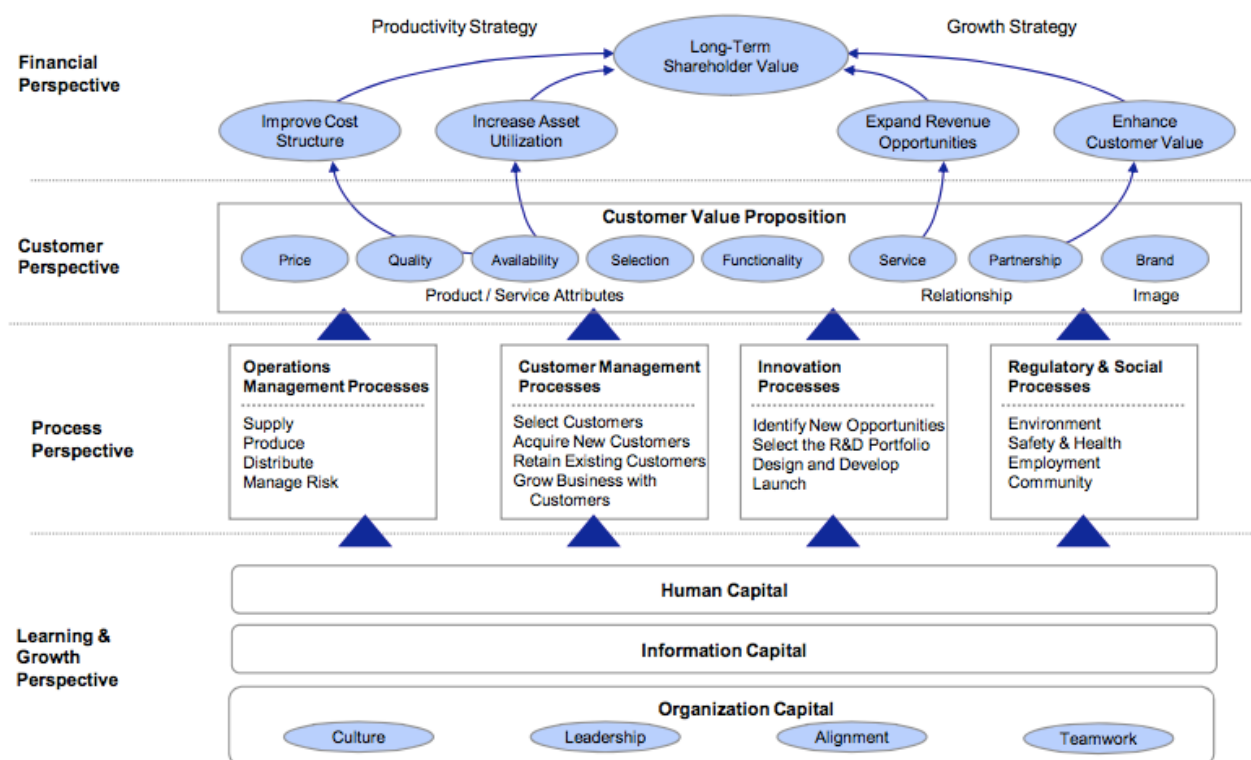 Productivity Strategy
Growth Strategy
Financial
Perspective
Long-Term
Shareholder Value
Improve Cost
Structure
Increase Asset
Utilization
Expand Revenue
Opportunities
Enhance
Customer Value
Customer
Perspective
Customer Value Proposition
Price
Quality
Availability
Selection
Functionality
Service
Partnership
Brand
Product / Service Attributes
Relationship
Image
Process
Perspective
Operations
Management Processes
Supply
Produce
Distribute
Manage Risk
Customer Management
Processes
Select Customers
Acquire New Customers
Retain Existing Customers
Grow Business with
Customers
Innovation
Processes
Identify New Opportunities
Select the R&D Portfolio
Design and Develop
Launch
Regulatory & Social
Processes
Environment
Safety & Health
Employment
Community
Learning &
Growth
Perspective
Human Capital
Information Capital
Organization Capital
Culture
Leadership
Alignment
Teamwork